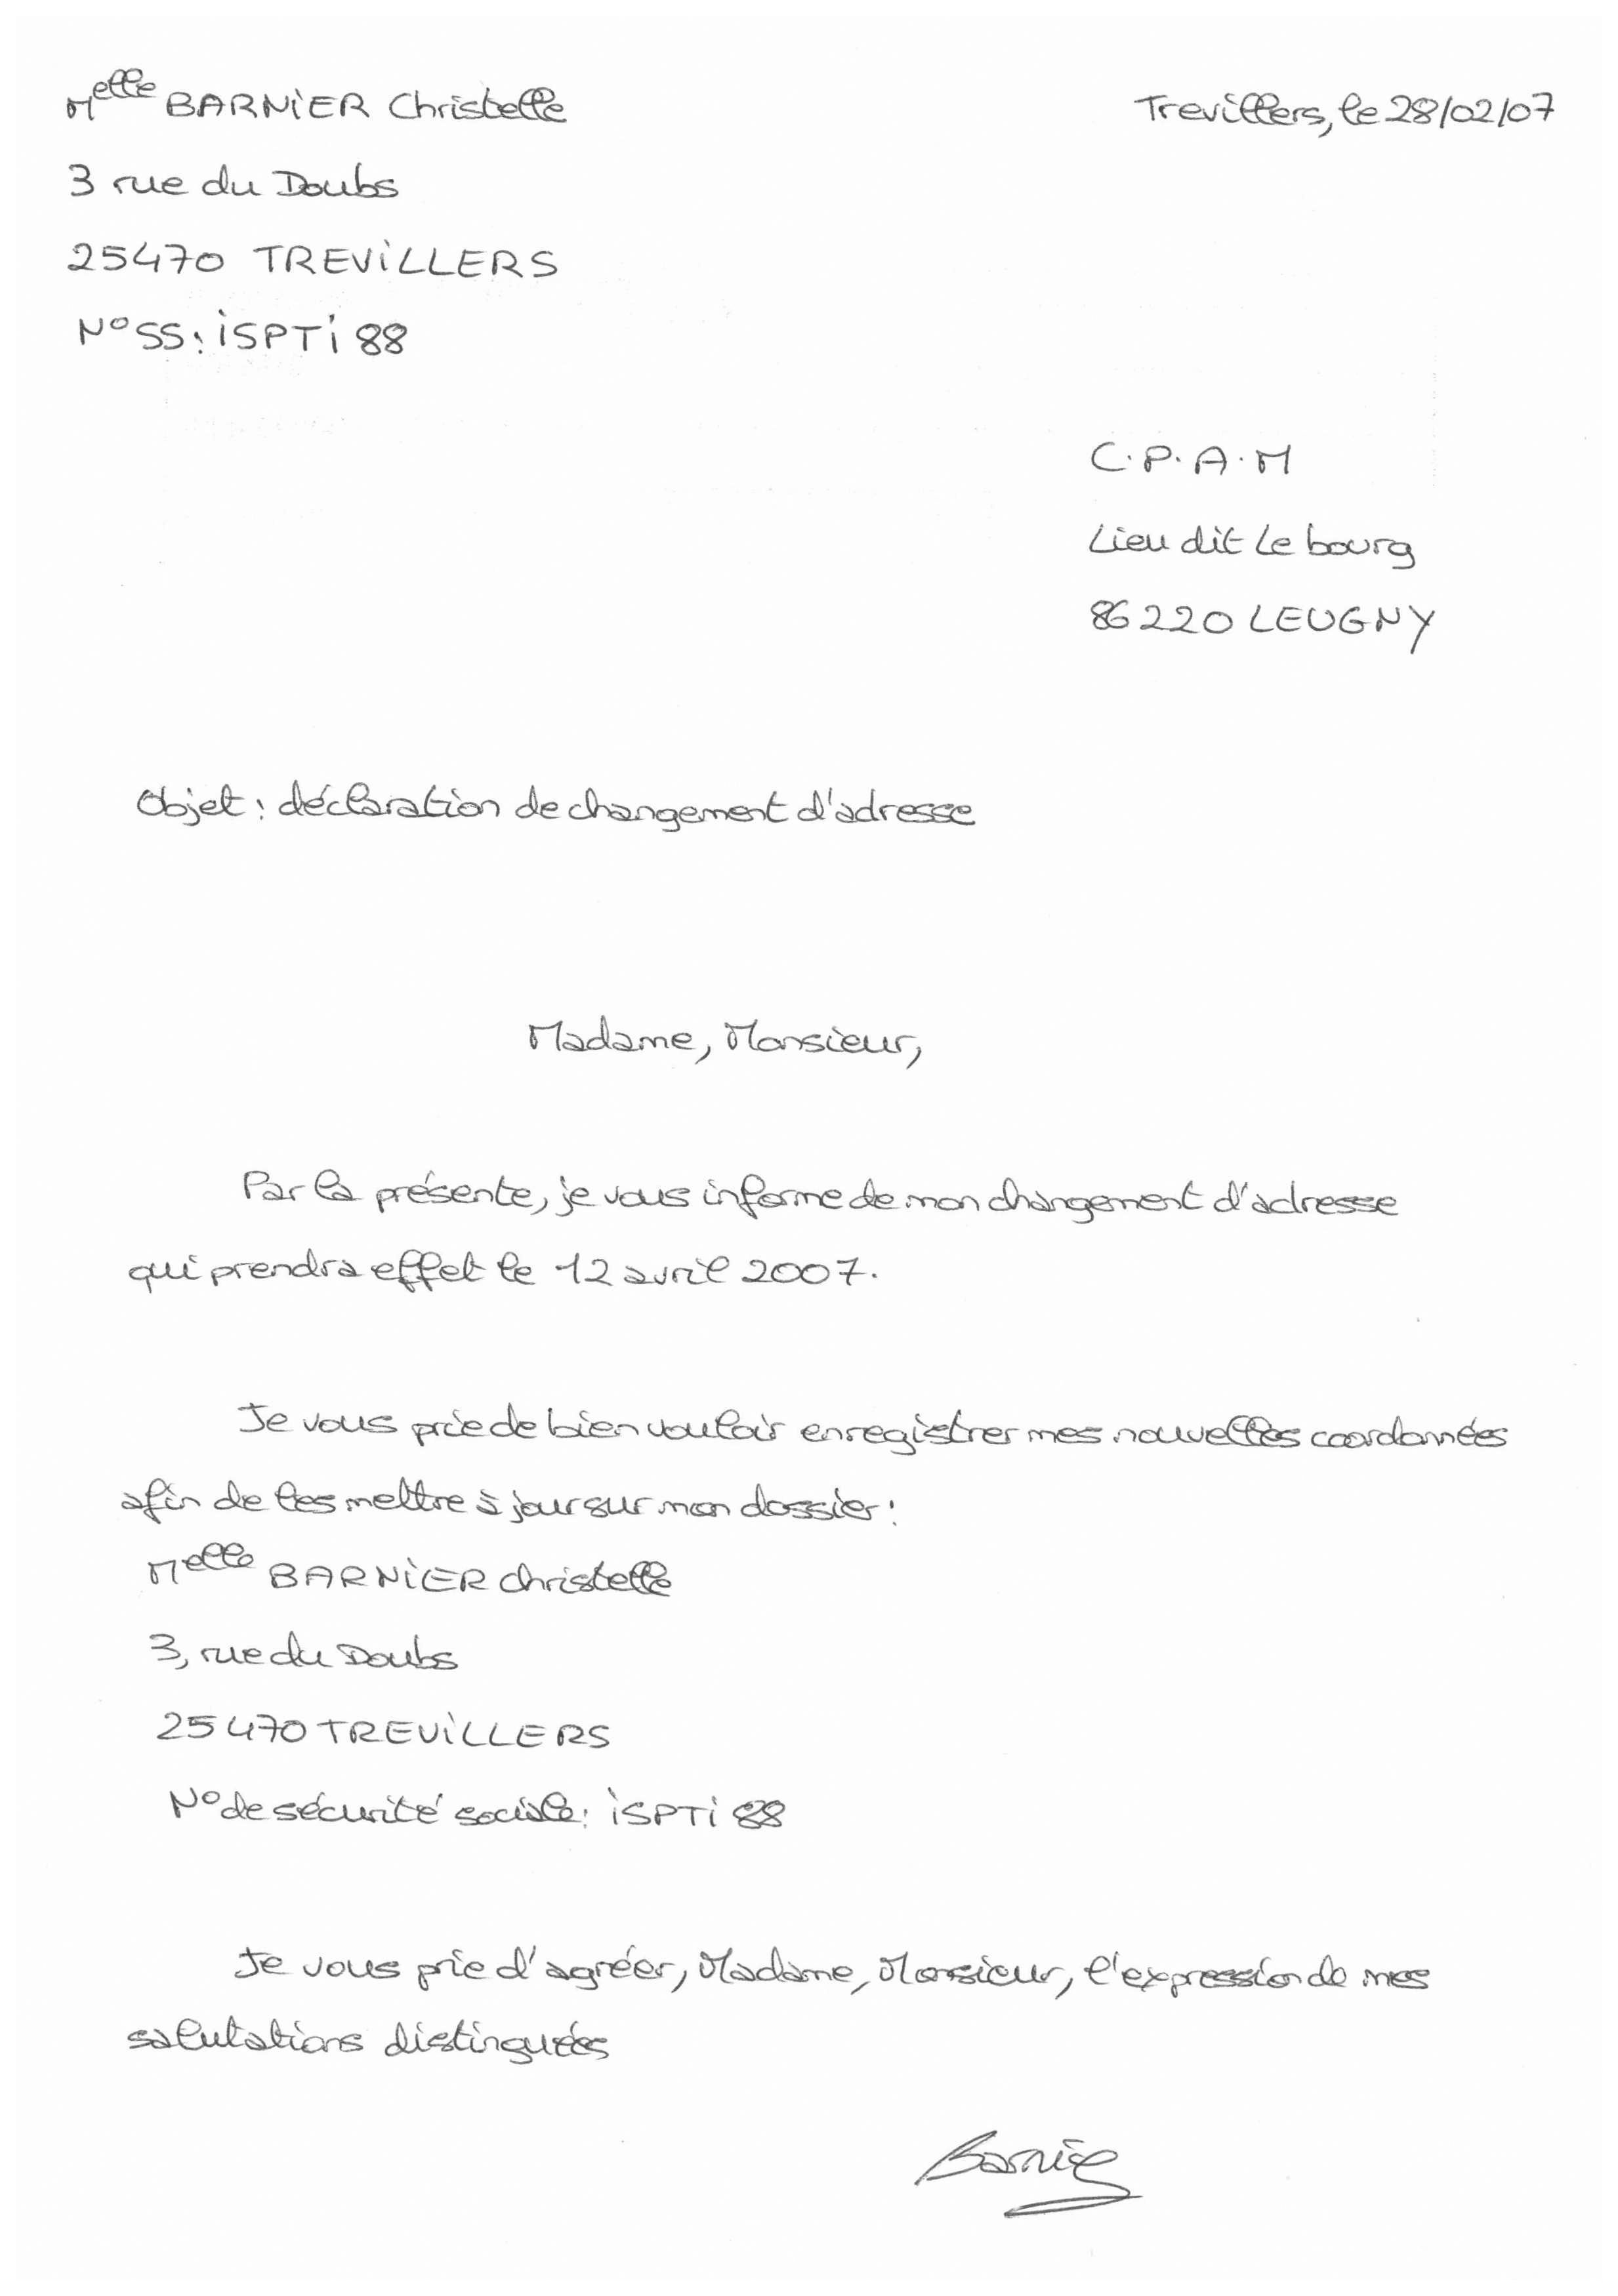 Melle BARNiER Christelle
Trevillers, le 28/02/07
3 rue du Doubs
25470 TREViLLERS
N° SS: iSPTi 88
C.P.A.M
Lieu dit Le bourg
86220 LEUGNY
Objet : déclaration de changement d'adresse
Madame, Monsieur,
Par la présente, je vous informe de mon changement d'adresse
qui prendra effet le 12 avril 2007.
Je vous prie de bien vouloir enregistrer mes nouvelles coordonnées
afin de les mettre à jour sur mon dossier :
Melle BARNiER christelle
3, rue du Doubs
25470 TREViLLERS
N° de sécurité sociale: iSPTi 88
Je vous prie d'agréer, Madame, Monsieur, l'expression de mes
salutations distinguées
Barnier